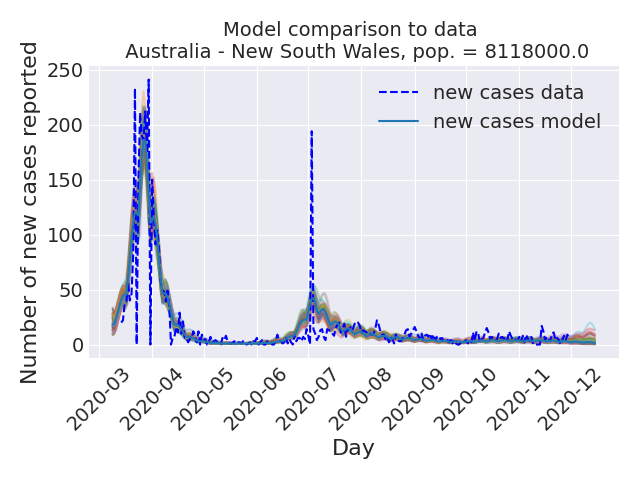 Model comparison to data
Australia - New South Wales, pop. = 8118000.0
new cases data
new cases model
Number of new cases reported
250
200
150
100
50
0
2020-03
2020-04
2020-05
2020-06
2020-07
2020-08
2020-09
2020-10
2020-11
2020-12
Day